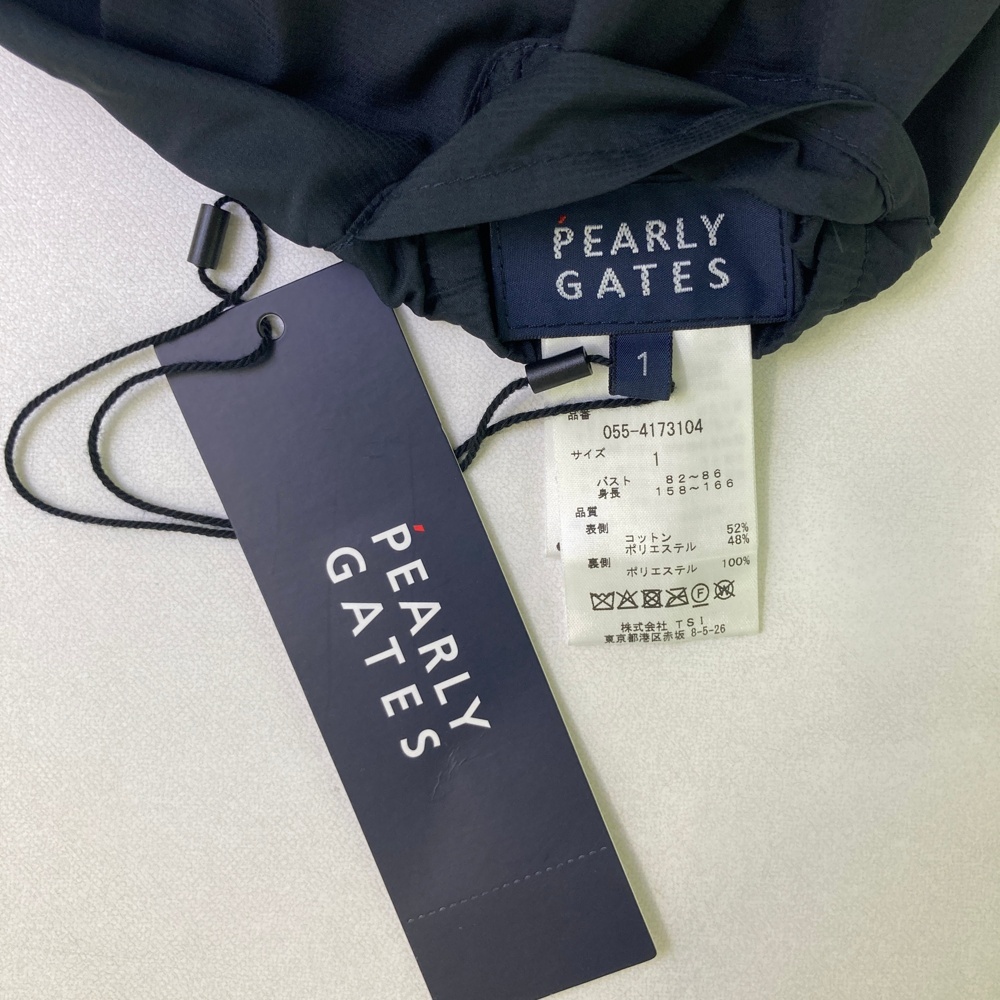 PEARLY
GATES
1
品番
055-4173104
サイズ
1
バスト 82～86
身長 158～166
品質
表側
コットン 52%
ポリエステル 48%
裏側
ポリエステル 100%
F
W
株式会社 TSI
東京都港区赤坂 8-5-26
PEARLY
GATES